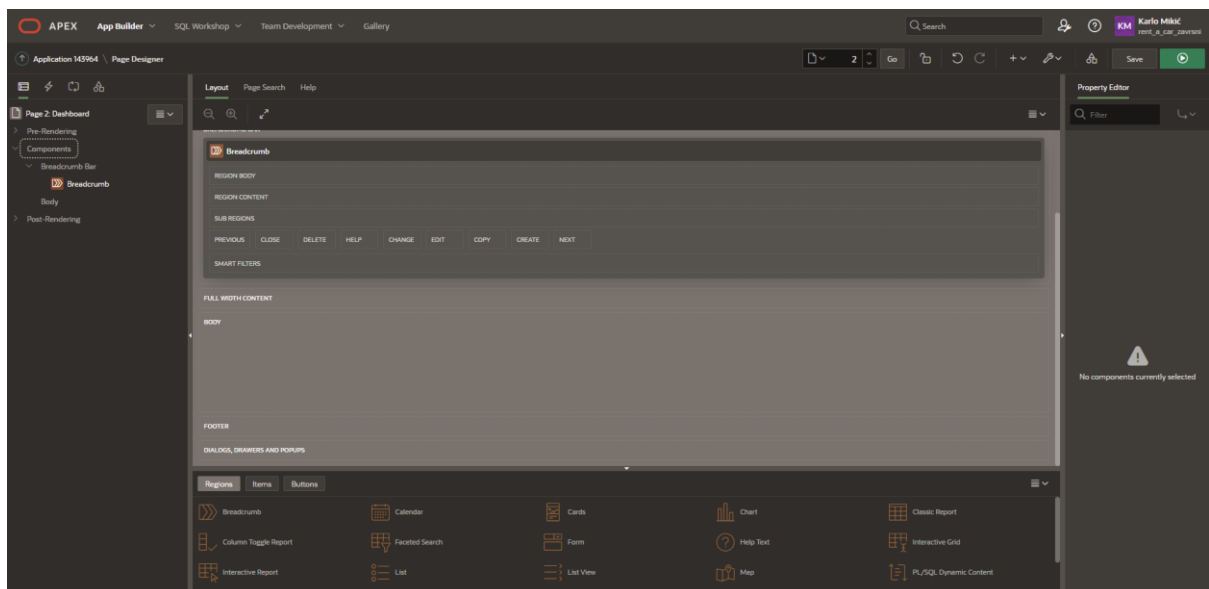 APEX App Builder SQL Workshop Team Development Gallery Search KM Karlo Mikić
rent_a_car_zavrsni
Application 143964 \ Page Designer 2 Go Save
Layout Page Search Help Property Editor
Page 2: Dashboard Filter
Pre-Rendering
Components
Breadcrumb Bar
Breadcrumb
Body
Post-Rendering
Breadcrumb
REGION BODY
REGION CONTENT
SUB REGIONS
PREVIOUS CLOSE DELETE HELP CHANGE EDIT COPY CREATE NEXT
SMART FILTERS
FULL WIDTH CONTENT
BODY
FOOTER
DIALOGS, DRAWERS AND POPUPS
No components currently selected
Regions Items Buttons
Breadcrumb Calendar Cards Chart Classic Report
Column Toggle Report Faceted Search Form Help Text Interactive Grid
Interactive Report List List View Map PL/SQL Dynamic Content